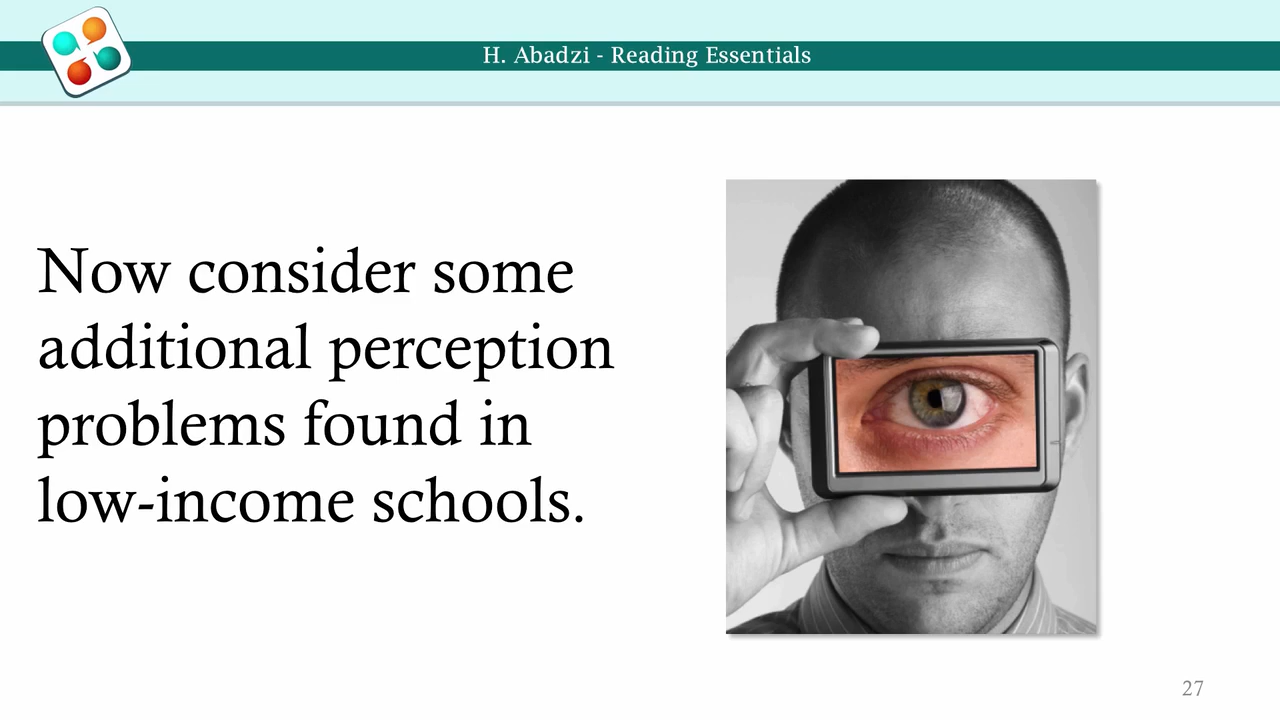 H. Abadzi - Reading Essentials
Now consider some
additional perception
problems found in
low-income schools.
27